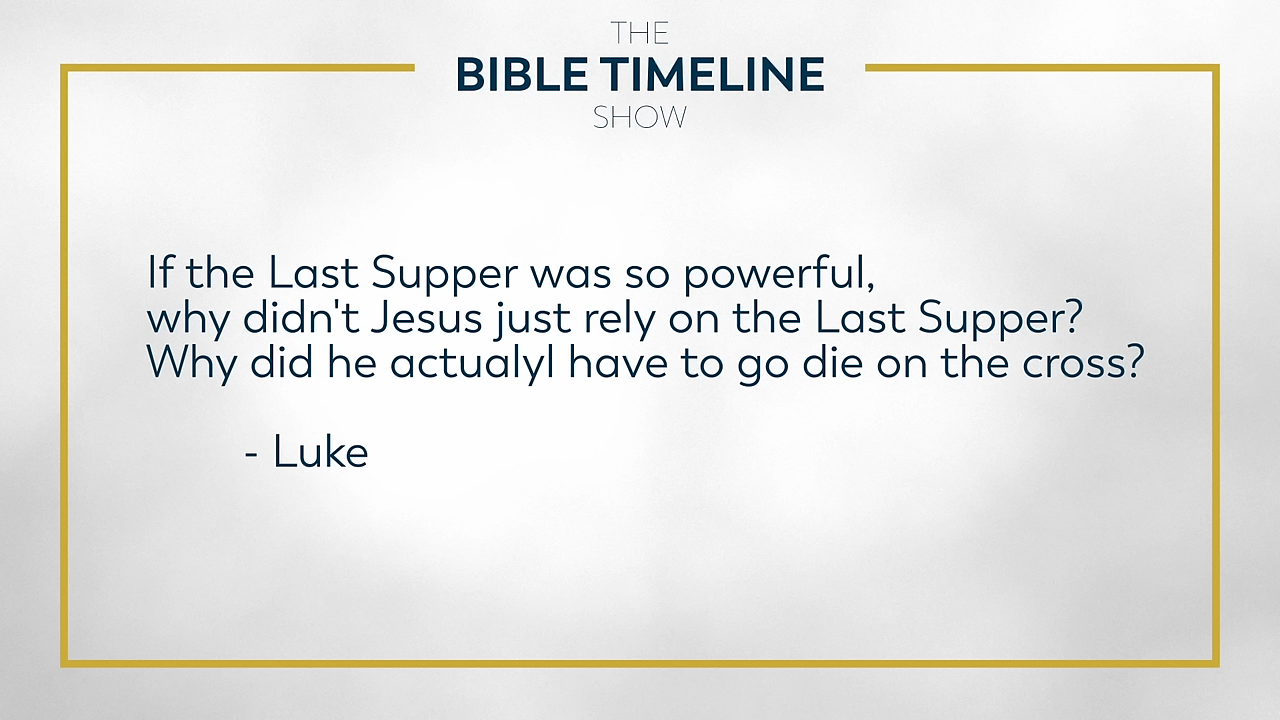 THE
BIBLE TIMELINE
SHOW
If the Last Supper was so powerful,
why didn't Jesus just rely on the Last Supper?
Why did he actualyl have to go die on the cross?
- Luke